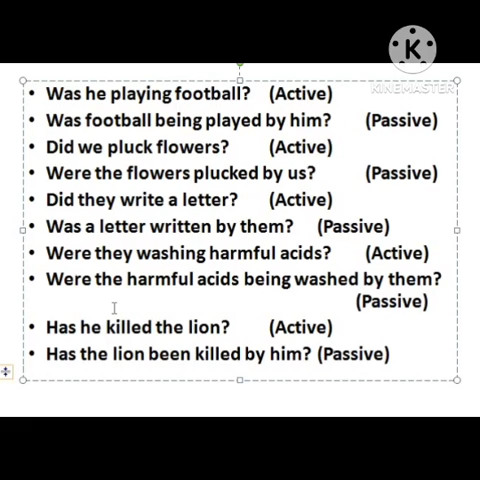 K
KINEMASTER
• Was he playing football? (Active)
• Was football being played by him? (Passive)
• Did we pluck flowers? (Active)
• Were the flowers plucked by us? (Passive)
• Did they write a letter? (Active)
• Was a letter written by them? (Passive)
• Were they washing harmful acids? (Active)
• Were the harmful acids being washed by them?
(Passive)
• Has he killed the lion? (Active)
• Has the lion been killed by him? (Passive)